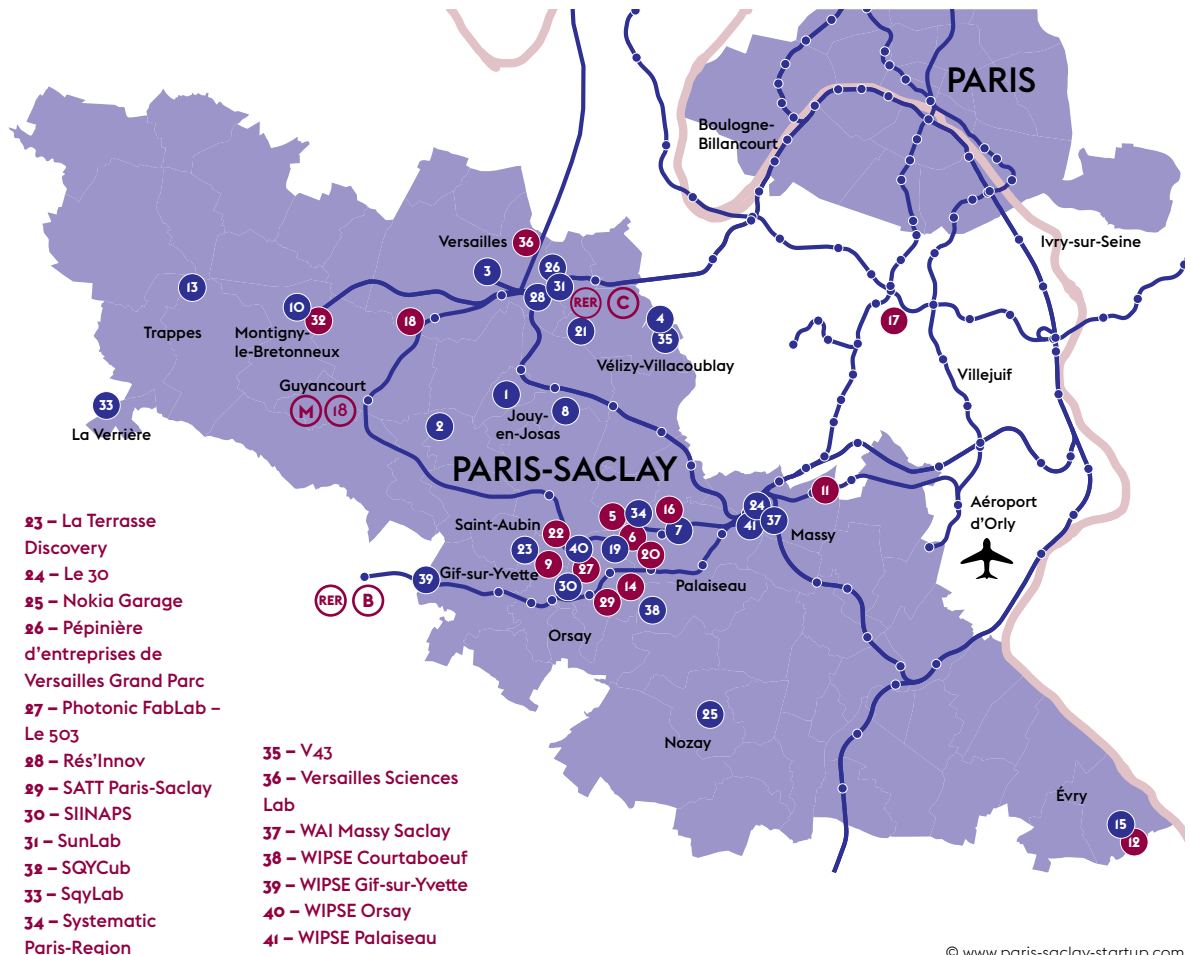 PARIS
Boulogne-
Billancourt
Ivry-sur-Seine
Versailles
36
3
26
31
28
RER
C
13
10
32
18
21
4
35
17
Trappes
Montigny-
le-Bretonneux
Vélizy-Villacoublay
Guyancourt
M
18
Villejuif
33
La Verrière
1
8
2
Jouy-
en-Josas
PARIS-SACLAY
11
24
41
37
Massy
Aéroport
d'Orly
Saint-Aubin
5
34
16
22
6
7
23
40
19
20
9
27
Gif-sur-Yvette
39
30
14
Palaiseau
RER
B
29
38
Orsay
25
Nozay
Évry
15
12
23 – La Terrasse
Discovery
24 – Le 30
25 – Nokia Garage
26 – Pépinière
d'entreprises de
Versailles Grand Parc
27 – Photonic FabLab –
Le 503
28 – Rés'Innov
29 – SATT Paris-Saclay
30 – SIINAPS
31 – SunLab
32 – SQYCub
33 – SqyLab
34 – Systematic
Paris-Region
35 – V43
36 – Versailles Sciences
Lab
37 – WAI Massy Saclay
38 – WIPSE Courtaboeuf
39 – WIPSE Gif-sur-Yvette
40 – WIPSE Orsay
41 – WIPSE Palaiseau
© www.paris-saclay-startup.com